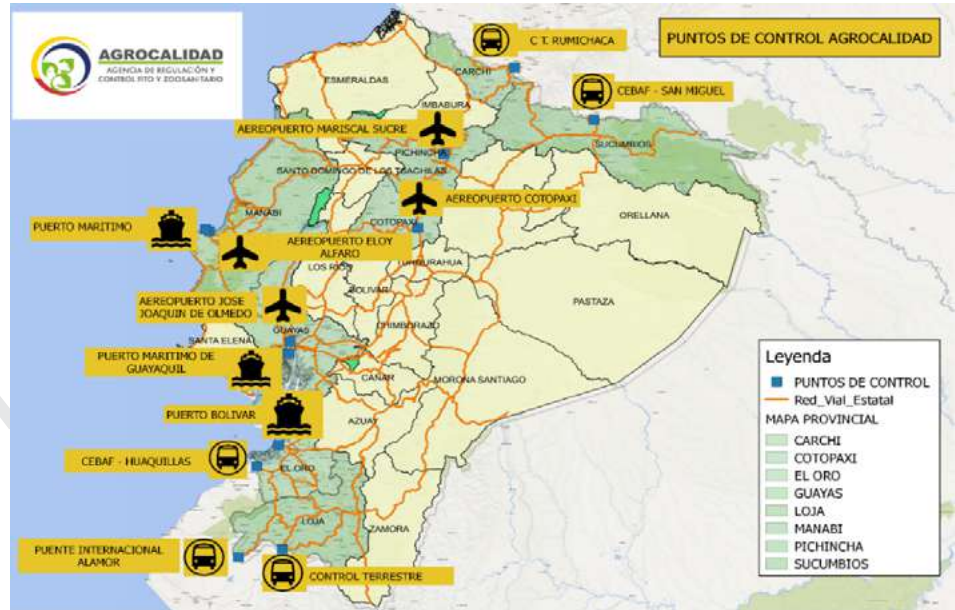 AGROCALIDAD
AGENCIA DE REGULACIÓN Y
CONTROL FITO Y ZOOSANITARIO
PUNTOS DE CONTROL AGROCALIDAD
C T. RUMICHACA
CEBAF - SAN MIGUEL
ESMERALDAS
CARCHI
IMBABURA
AEREOPUERTO MARISCAL SUCRE
PICHINCHA
SUCUMBIOS
SANTO DOMINGO DE LOS TSACHILAS
AEREOPUERTO COTOPAXI
MANABI
COTOPAXI
ORELLANA
PUERTO MARITIMO
AEREOPUERTO ELOY
ALFARO
TUNGURAHUA
LOS RIOS
BOLIVAR
PASTAZA
AEREOPUERTO JOSE
JOAQUIN DE OLMEDO
GUAYAS
CHIMBORAZO
SANTA ELENA
PUERTO MARITIMO DE
GUAYAQUIL
CAÑAR
MORONA SANTIAGO
PUERTO BOLIVAR
AZUAY
CEBAF - HUAQUILLAS
EL ORO
LOJA
ZAMORA
PUENTE INTERNACIONAL
ALAMOR
CONTROL TERRESTRE
Leyenda
PUNTOS DE CONTROL
Red_Vial_Estatal
MAPA PROVINCIAL
CARCHI
COTOPAXI
EL ORO
GUAYAS
LOJA
MANABI
PICHINCHA
SUCUMBIOS